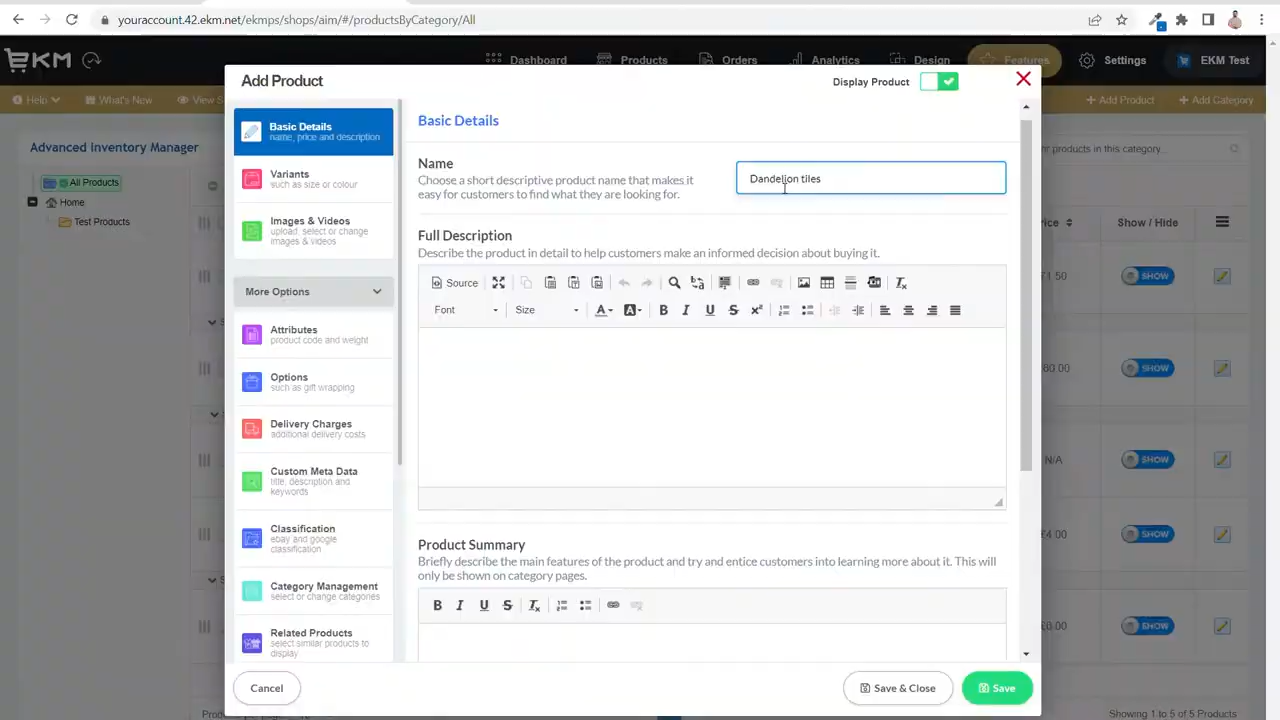 youraccount.42.ekm.net/ekmps/shops/aim/#/productsByCategory/All
EKM
Dashboard
Products
Orders
Analytics
Design
Features
Settings
EKM Test
Help
What's New
View S
Add Product
Add Category
Advanced Inventory Manager
All Products
Home
Test Products
r products in this category...
Show / Hide
SHOW
SHOW
N/A
SHOW
£4.00
SHOW
SHOW
Showing 1 to 5 of 5 Products
Add Product
Display Product
Basic Details
name, price and description
Variants
such as size or colour
Images & Videos
upload, select or change
images & videos
More Options
Attributes
product code and weight
Options
such as gift wrapping
Delivery Charges
additional delivery costs
Custom Meta Data
title, description and
keywords
Classification
ebay and google
classification
Category Management
select or change categories
Related Products
select similar products to
display
Basic Details
Name
Choose a short descriptive product name that makes it
easy for customers to find what they are looking for.
Dandelion tiles
Full Description
Describe the product in detail to help customers make an informed decision about buying it.
Source
Font
Size
Product Summary
Briefly describe the main features of the product and try and entice customers into learning more about it. This will
only be shown on category pages.
Cancel
Save & Close
Save